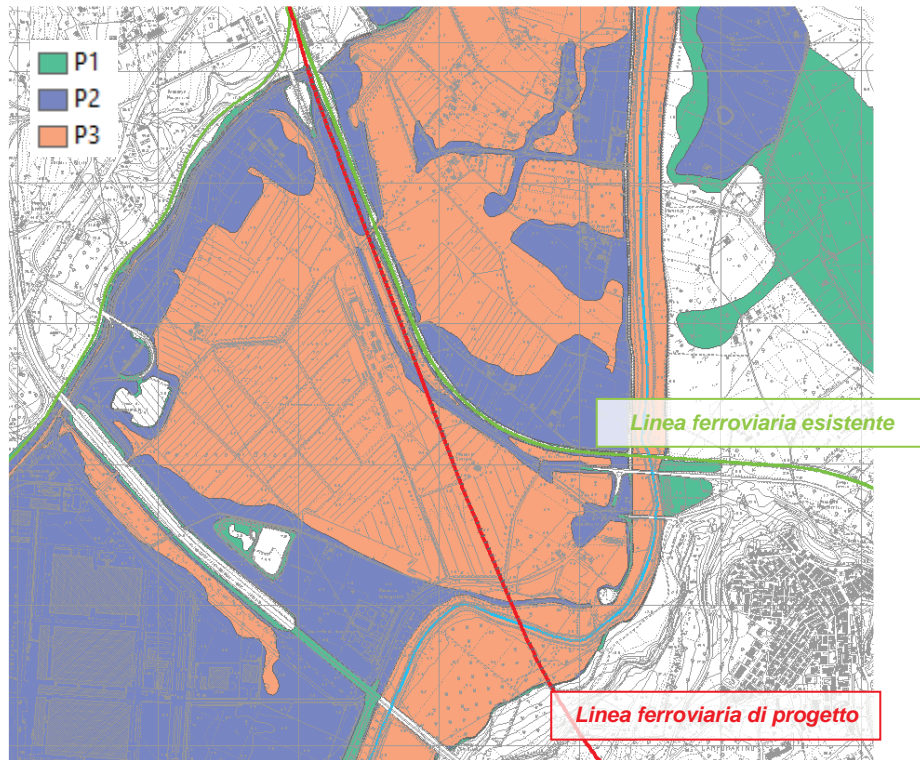 P1
P2
P3
Linea ferroviaria esistente
Linea ferroviaria di progetto